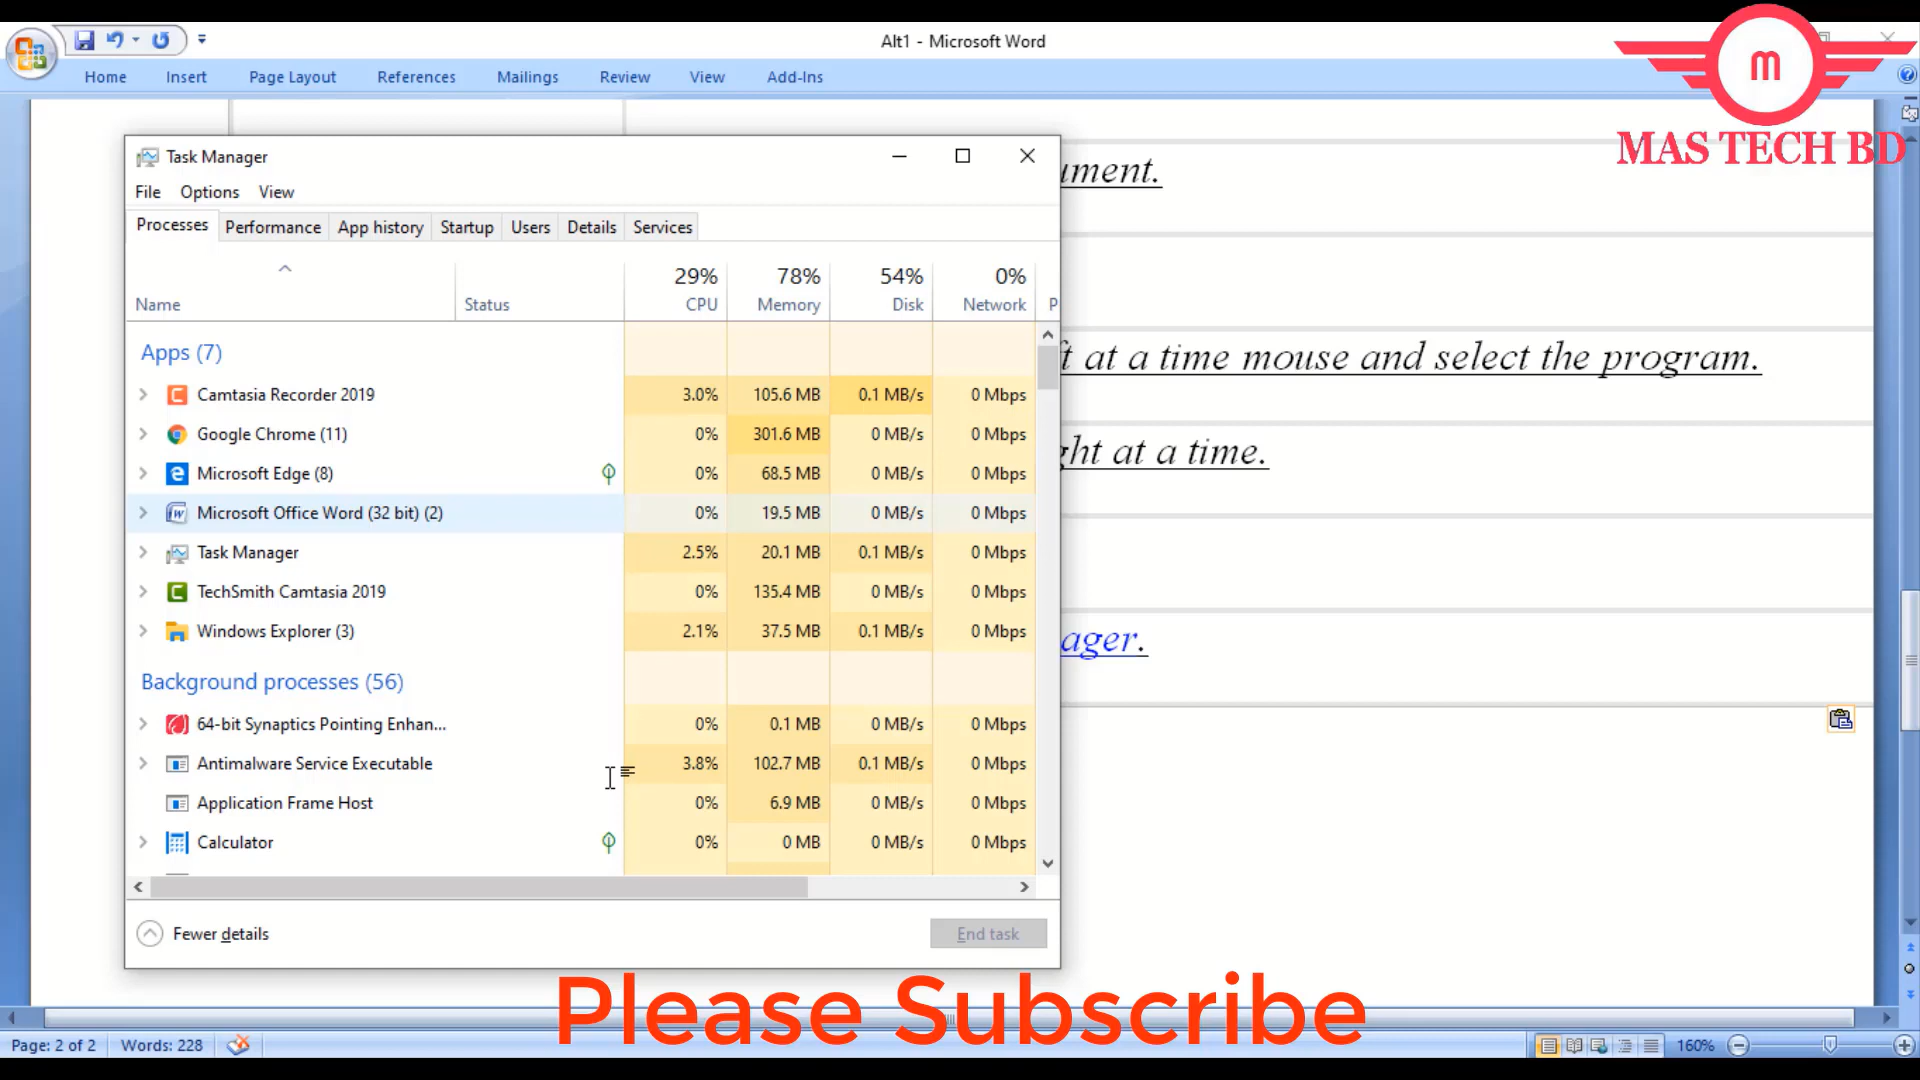 Alt1 - Microsoft Word
Home Insert Page Layout References Mailings Review View Add-Ins
m
MAS TECH BD
Task Manager
File Options View
Processes Performance App history Startup Users Details Services
29% 78% 54% 0%
Name Status CPU Memory Disk Network P
Apps (7)
Camtasia Recorder 2019 3.0% 105.6 MB 0.1 MB/s 0 Mbps
Google Chrome (11) 0% 301.6 MB 0 MB/s 0 Mbps
Microsoft Edge (8) 0% 68.5 MB 0 MB/s 0 Mbps
Microsoft Office Word (32 bit) (2) 0% 19.5 MB 0 MB/s 0 Mbps
Task Manager 2.5% 20.1 MB 0.1 MB/s 0 Mbps
TechSmith Camtasia 2019 0% 135.4 MB 0 MB/s 0 Mbps
Windows Explorer (3) 2.1% 37.5 MB 0.1 MB/s 0 Mbps
Background processes (56)
64-bit Synaptics Pointing Enhan... 0% 0.1 MB 0 MB/s 0 Mbps
Antimalware Service Executable 3.8% 102.7 MB 0.1 MB/s 0 Mbps
Application Frame Host 0% 6.9 MB 0 MB/s 0 Mbps
Calculator 0% 0 MB 0 MB/s 0 Mbps
Fewer details End task
ument.
ft at a time mouse and select the program.
ght at a time.
ager.
Please Subscribe
Page: 2 of 2 Words: 228 160%